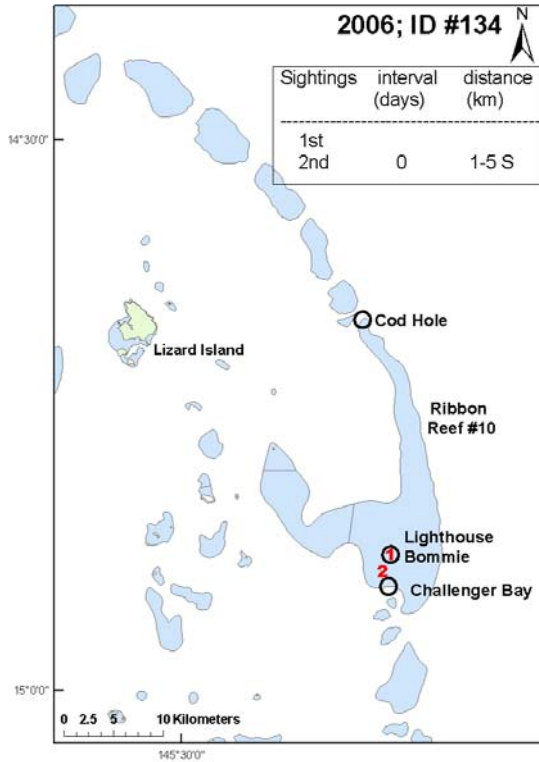 2006; ID #134
N
Sightings interval distance
(days) (km)
1st
2nd 0 1-5 S
14°30'0"
Cod Hole
Lizard Island
Ribbon
Reef #10
Lighthouse
1 Bommie
2
Challenger Bay
15°0'0"
0 2.5 5 10 Kilometers
145°30'0"